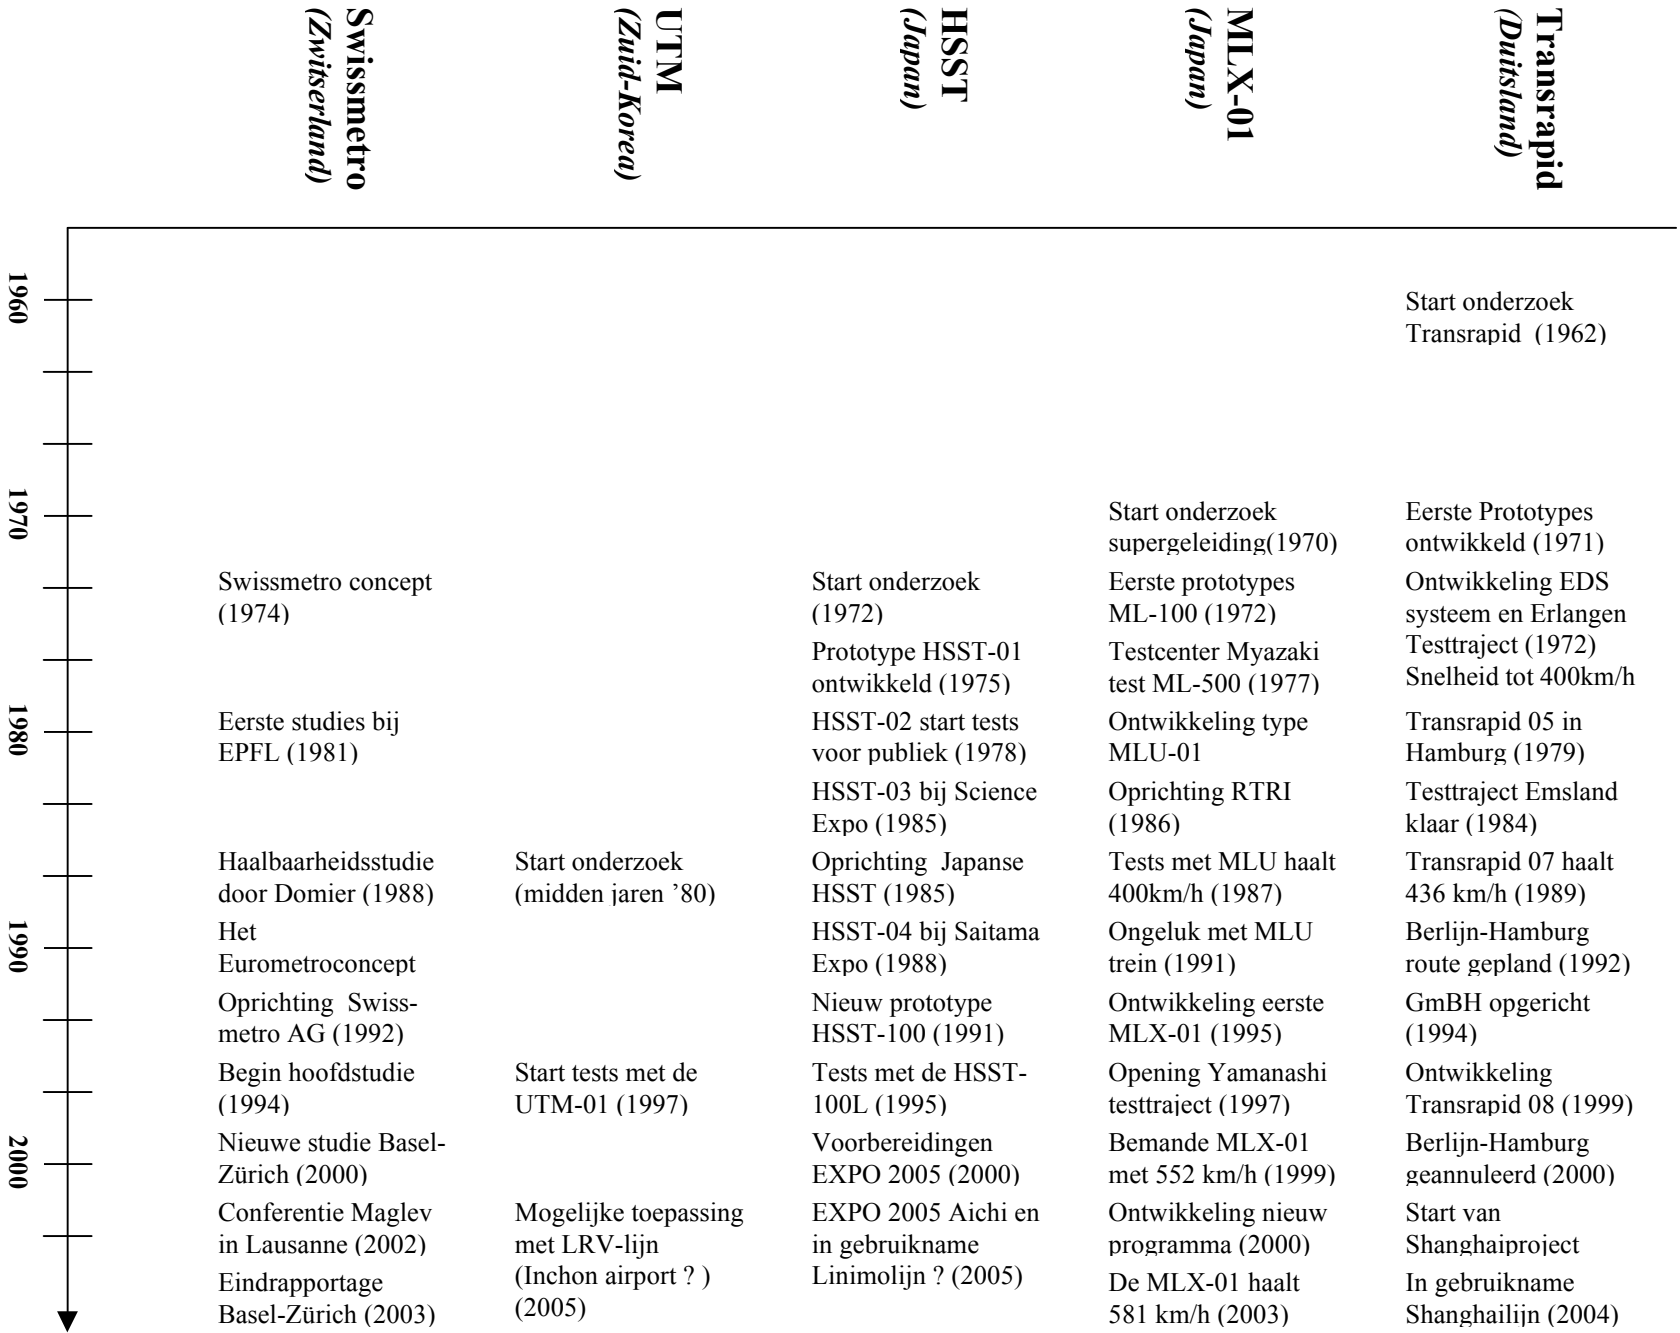 Swissmetro
(Zwitserland)
UTM
(Zuid-Korea)
HSST
(Japan)
MLX-01
(Japan)
Transrapid
(Duitsland)
1960
1970
1980
1990
2000
Swissmetro concept
(1974)
Eerste studies bij
EPFL (1981)
Haalbaarheidsstudie
door Domier (1988)
Het
Eurometroconcept
Oprichting Swiss-
metro AG (1992)
Begin hoofdstudie
(1994)
Nieuwe studie Basel-
Zürich (2000)
Conferentie Maglev
in Lausanne (2002)
Eindrapportage
Basel-Zürich (2003)
Start onderzoek
(midden jaren ’80)
Start tests met de
UTM-01 (1997)
Mogelijke toepassing
met LRV-lijn
(Inchon airport ? )
(2005)
Start onderzoek
(1972)
Prototype HSST-01
ontwikkeld (1975)
HSST-02 start tests
voor publiek (1978)
HSST-03 bij Science
Expo (1985)
Oprichting Japanse
HSST (1985)
HSST-04 bij Saitama
Expo (1988)
Nieuw prototype
HSST-100 (1991)
Tests met de HSST-
100L (1995)
Voorbereidingen
EXPO 2005 (2000)
EXPO 2005 Aichi en
in gebruikname
Linimolijn ? (2005)
Start onderzoek
supergeleiding(1970)
Eerste prototypes
ML-100 (1972)
Testcenter Myazaki
test ML-500 (1977)
Ontwikkeling type
MLU-01
Oprichting RTRI
(1986)
Tests met MLU haalt
400km/h (1987)
Ongeluk met MLU
trein (1991)
Ontwikkeling eerste
MLX-01 (1995)
Opening Yamanashi
testtraject (1997)
Bemande MLX-01
met 552 km/h (1999)
Ontwikkeling nieuw
programma (2000)
De MLX-01 haalt
581 km/h (2003)
Start onderzoek
Transrapid (1962)
Eerste Prototypes
ontwikkeld (1971)
Ontwikkeling EDS
systeem en Erlangen
Testtraject (1972)
Snelheid tot 400km/h
Transrapid 05 in
Hamburg (1979)
Testtraject Emsland
klaar (1984)
Transrapid 07 haalt
436 km/h (1989)
Berlijn-Hamburg
route gepland (1992)
GmBH opgericht
(1994)
Ontwikkeling
Transrapid 08 (1999)
Berlijn-Hamburg
geannuleerd (2000)
Start van
Shanghaiproject
In gebruikname
Shanghailijn (2004)